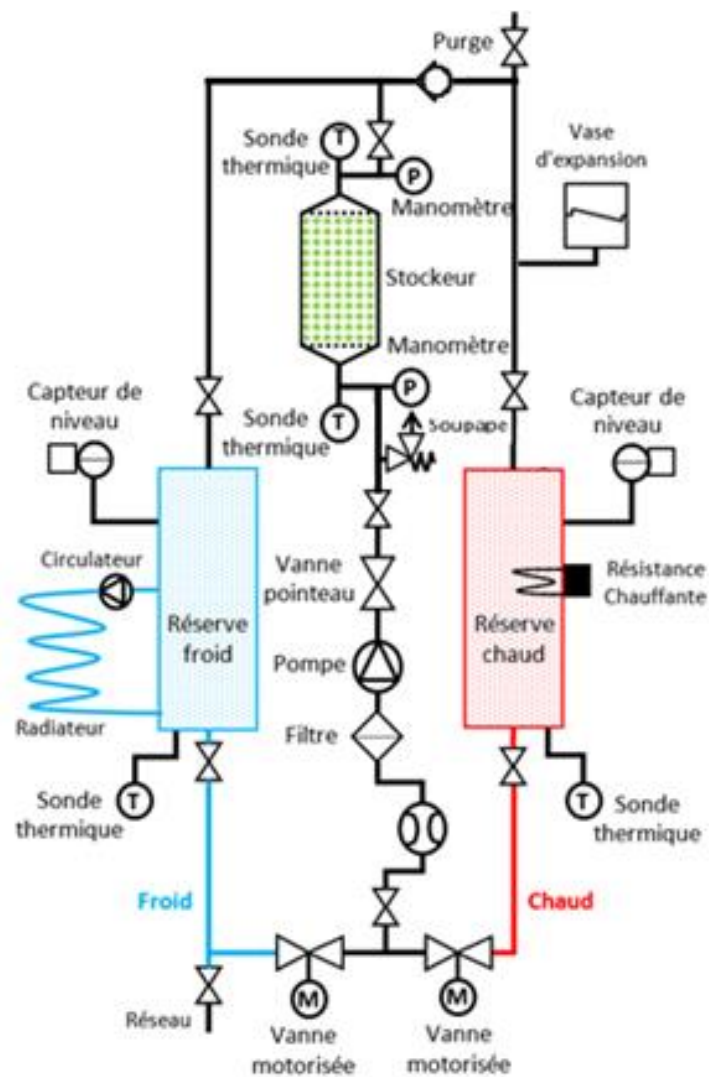 Purge
Sonde
thermique
T
P
Manomètre
Vase
d'expansion
Stockeur
Manomètre
P
Sonde
thermique
T
Soupape
Capteur de
niveau
Capteur de
niveau
Circulateur
Vanne
pointeau
Résistance
Chauffante
Réserve
froid
Réserve
chaud
Pompe
Radiateur
Filtre
Sonde
thermique
T
T
Sonde
thermique
Froid
Chaud
M
M
Réseau
Vanne
motorisée
Vanne
motorisée